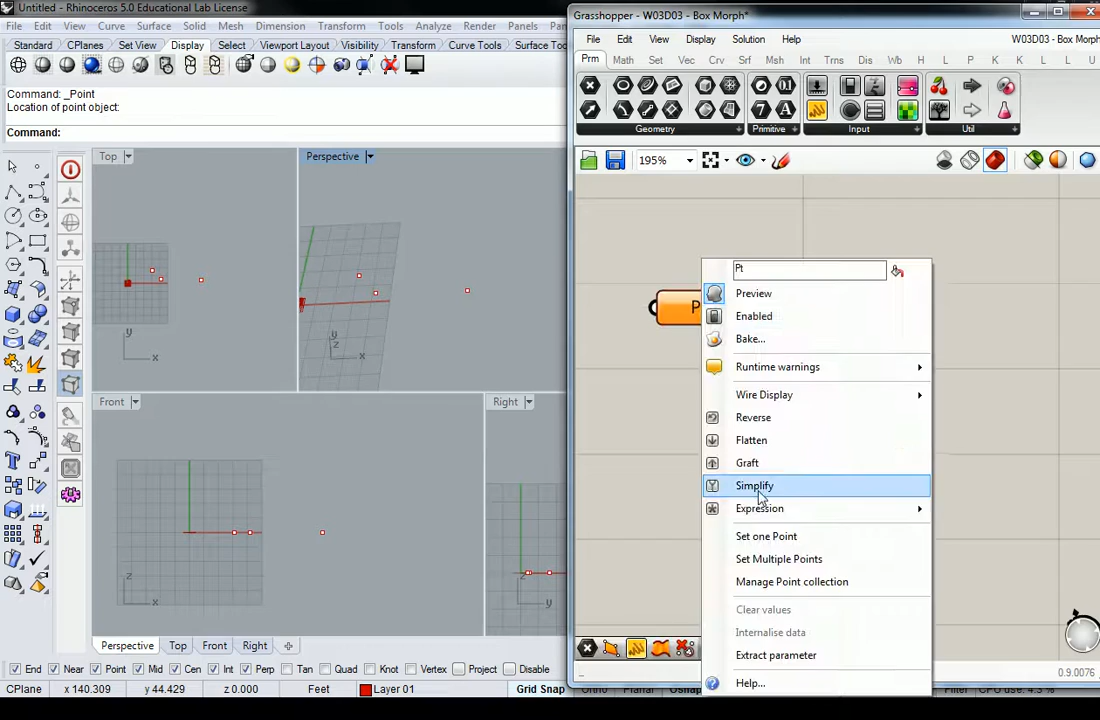 Untitled - Rhinoceros 5.0 Educational Lab License
File Edit View Curve Surface Solid Mesh Dimension Transform Tools Analyze Render Panels
Standard CPlanes Set View Display Select Viewport Layout Visibility Transform Curve Tools Surface Too
Command: _Point
Location of point object:
Command:
Top
Perspective
y
x
z
y
x
Front
Right
z
x
z
y
Perspective Top Front Right
End Near Point Mid Cen Int Perp Tan Quad Knot Vertex Project Disable
CPlane x 140.309 y 44.429 z 0.000 Feet Layer 01 Grid Snap Ortho Planar Osnap Filter CPU use: 4.3 %
Grasshopper - W03D03 - Box Morph*
File Edit View Display Solution Help W03D03 - Box Morph
Prm Math Set Vec Crv Srf Msh Int Trns Dis Wb H L P K K L U
Geometry Primitive Input Util
195%
P
Pt
Preview
Enabled
Bake...
Runtime warnings
Wire Display
Reverse
Flatten
Graft
Simplify
Expression
Set one Point
Set Multiple Points
Manage Point collection
Clear values
Internalise data
Extract parameter
Help...
0.9.0076